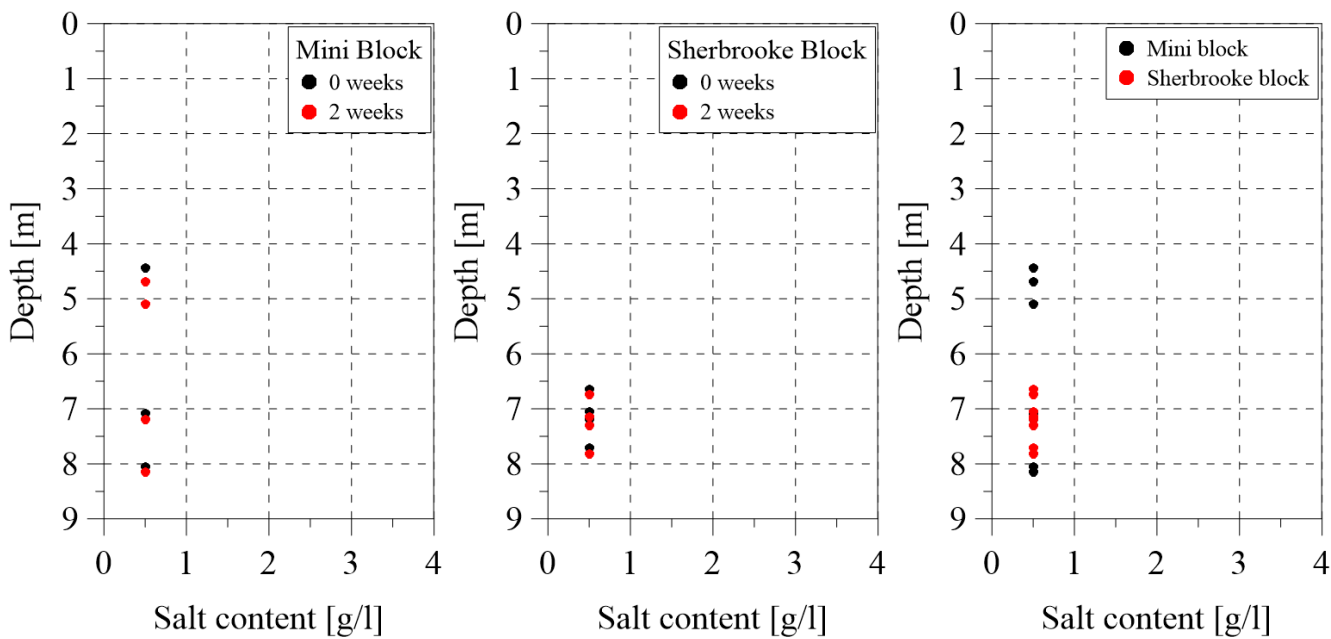 Mini Block
0 weeks
2 weeks
0
1
2
3
4
5
6
7
8
9
Depth [m]
0 1 2 3 4
Salt content [g/l]
Sherbrooke Block
0 weeks
2 weeks
0
1
2
3
4
5
6
7
8
9
Depth [m]
0 1 2 3 4
Salt content [g/l]
Mini block
Sherbrooke block
0
1
2
3
4
5
6
7
8
9
Depth [m]
0 1 2 3 4
Salt content [g/l]